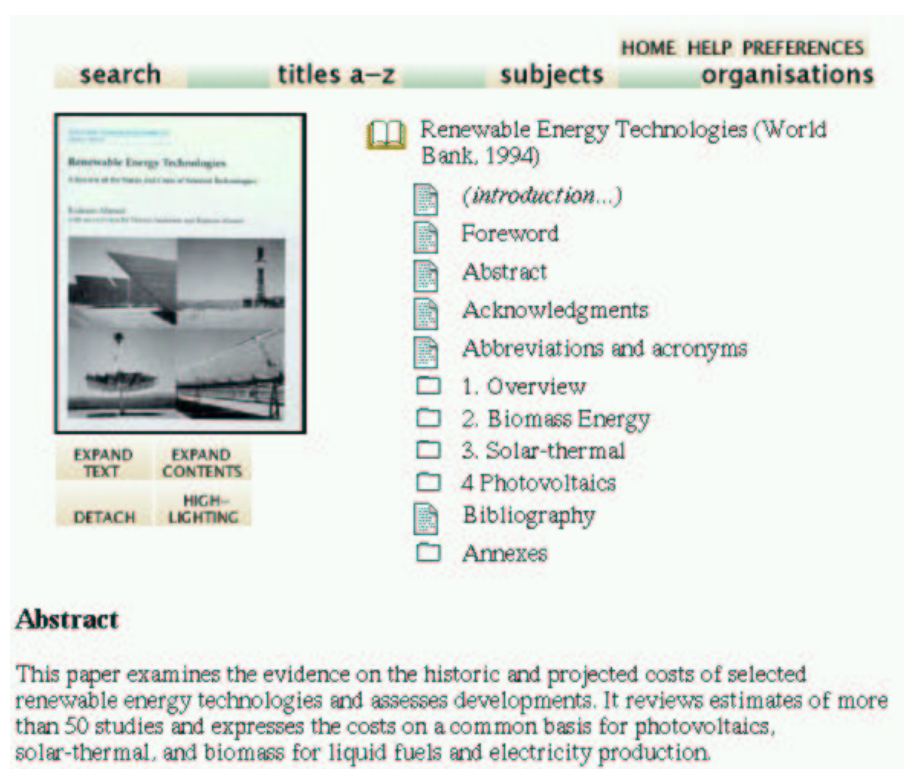 HOME HELP PREFERENCES
search titles a–z subjects organisations
Renewable Energy Technologies
Renewable Energy Technologies (World
Bank, 1994)
(introduction...)
Foreword
Abstract
Acknowledgments
Abbreviations and acronyms
1. Overview
2. Biomass Energy
3. Solar-thermal
4 Photovoltaics
Bibliography
Annexes
EXPAND TEXT
EXPAND CONTENTS
DETACH
HIGH–
LIGHTING
Abstract
This paper examines the evidence on the historic and projected costs of selected
renewable energy technologies and assesses developments. It reviews estimates of more
than 50 studies and expresses the costs on a common basis for photovoltaics,
solar-thermal, and biomass for liquid fuels and electricity production.